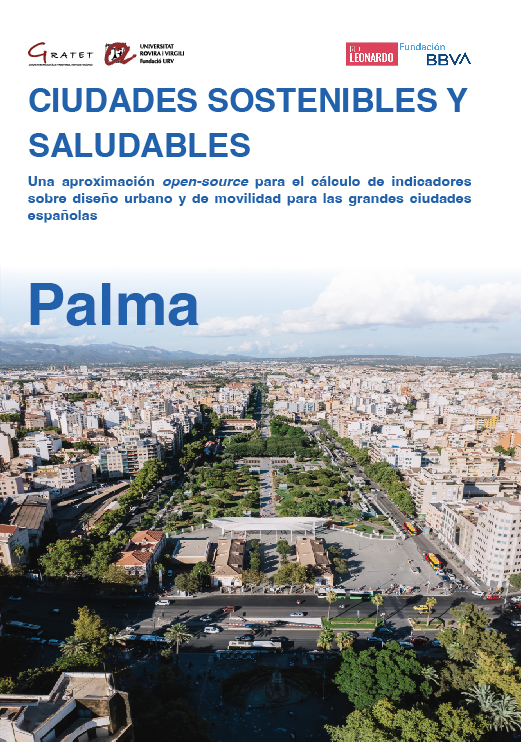 GRATET
UNIVERSITAT
ROVIRA I VIRGILI
Fundació URV
LEONARDO
Fundación
BBVA
CIUDADES SOSTENIBLES Y
SALUDABLES
Una aproximación open-source para el cálculo de indicadores
sobre diseño urbano y de movilidad para las grandes ciudades
españolas
Palma